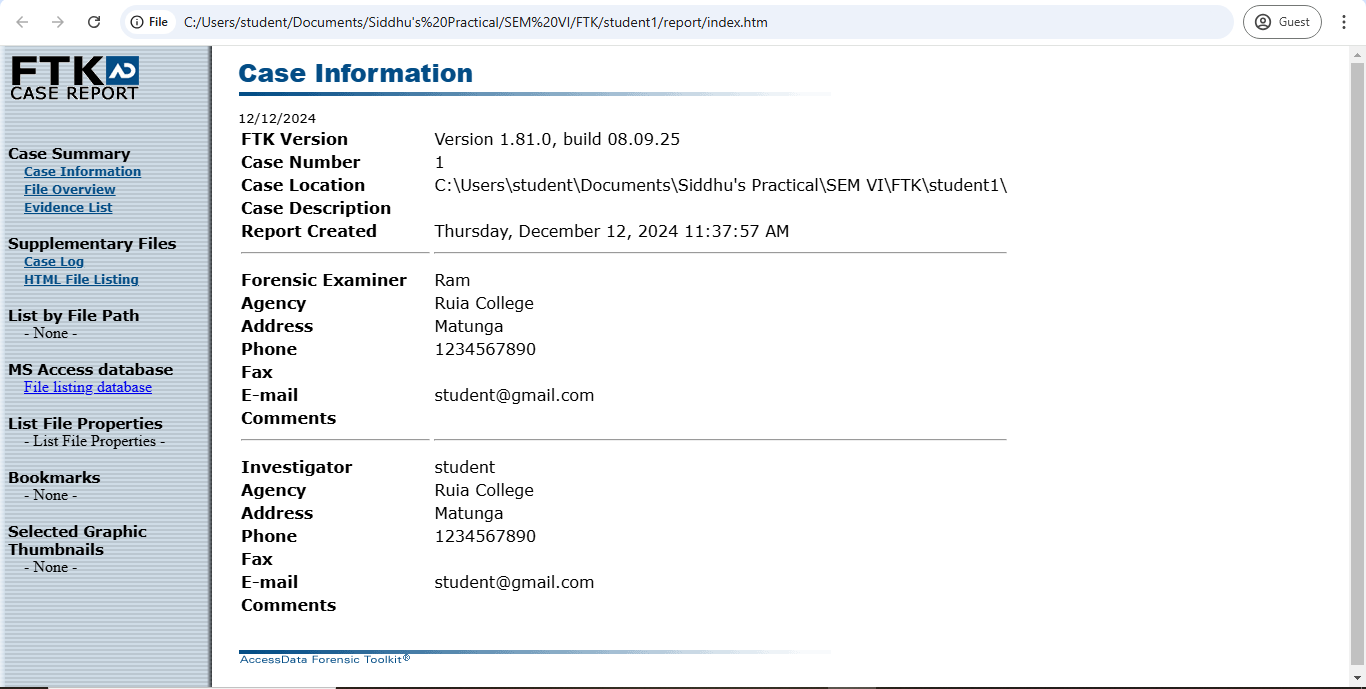 File C:/Users/student/Documents/Siddhu's%20Practical/SEM%20VI/FTK/student1/report/index.htm Guest
FTK AD
CASE REPORT
Case Summary
Case Information
File Overview
Evidence List
Supplementary Files
Case Log
HTML File Listing
List by File Path
- None -
MS Access database
File listing database
List File Properties
- List File Properties -
Bookmarks
- None -
Selected Graphic
Thumbnails
- None -
Case Information
12/12/2024
FTK Version Version 1.81.0, build 08.09.25
Case Number 1
Case Location C:\Users\student\Documents\Siddhu's Practical\SEM VI\FTK\student1\
Case Description
Report Created Thursday, December 12, 2024 11:37:57 AM
Forensic Examiner Ram
Agency Ruia College
Address Matunga
Phone 1234567890
Fax
E-mail student@gmail.com
Comments
Investigator student
Agency Ruia College
Address Matunga
Phone 1234567890
Fax
E-mail student@gmail.com
Comments
AccessData Forensic Toolkit®